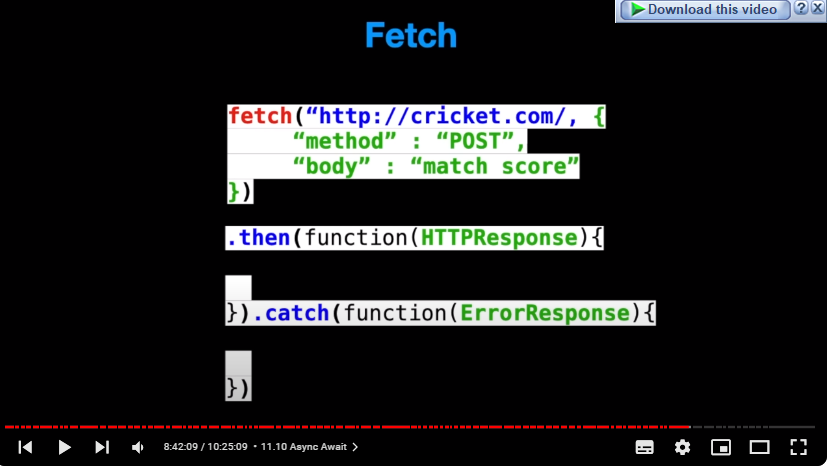 Download this video
Fetch
fetch(“http://cricket.com/, {
“method” : “POST”,
“body” : “match score”
})
.then(function(HTTPResponse){
}).catch(function(ErrorResponse){
})
8:42:09 / 10:25:09 • 11.10 Async Await >